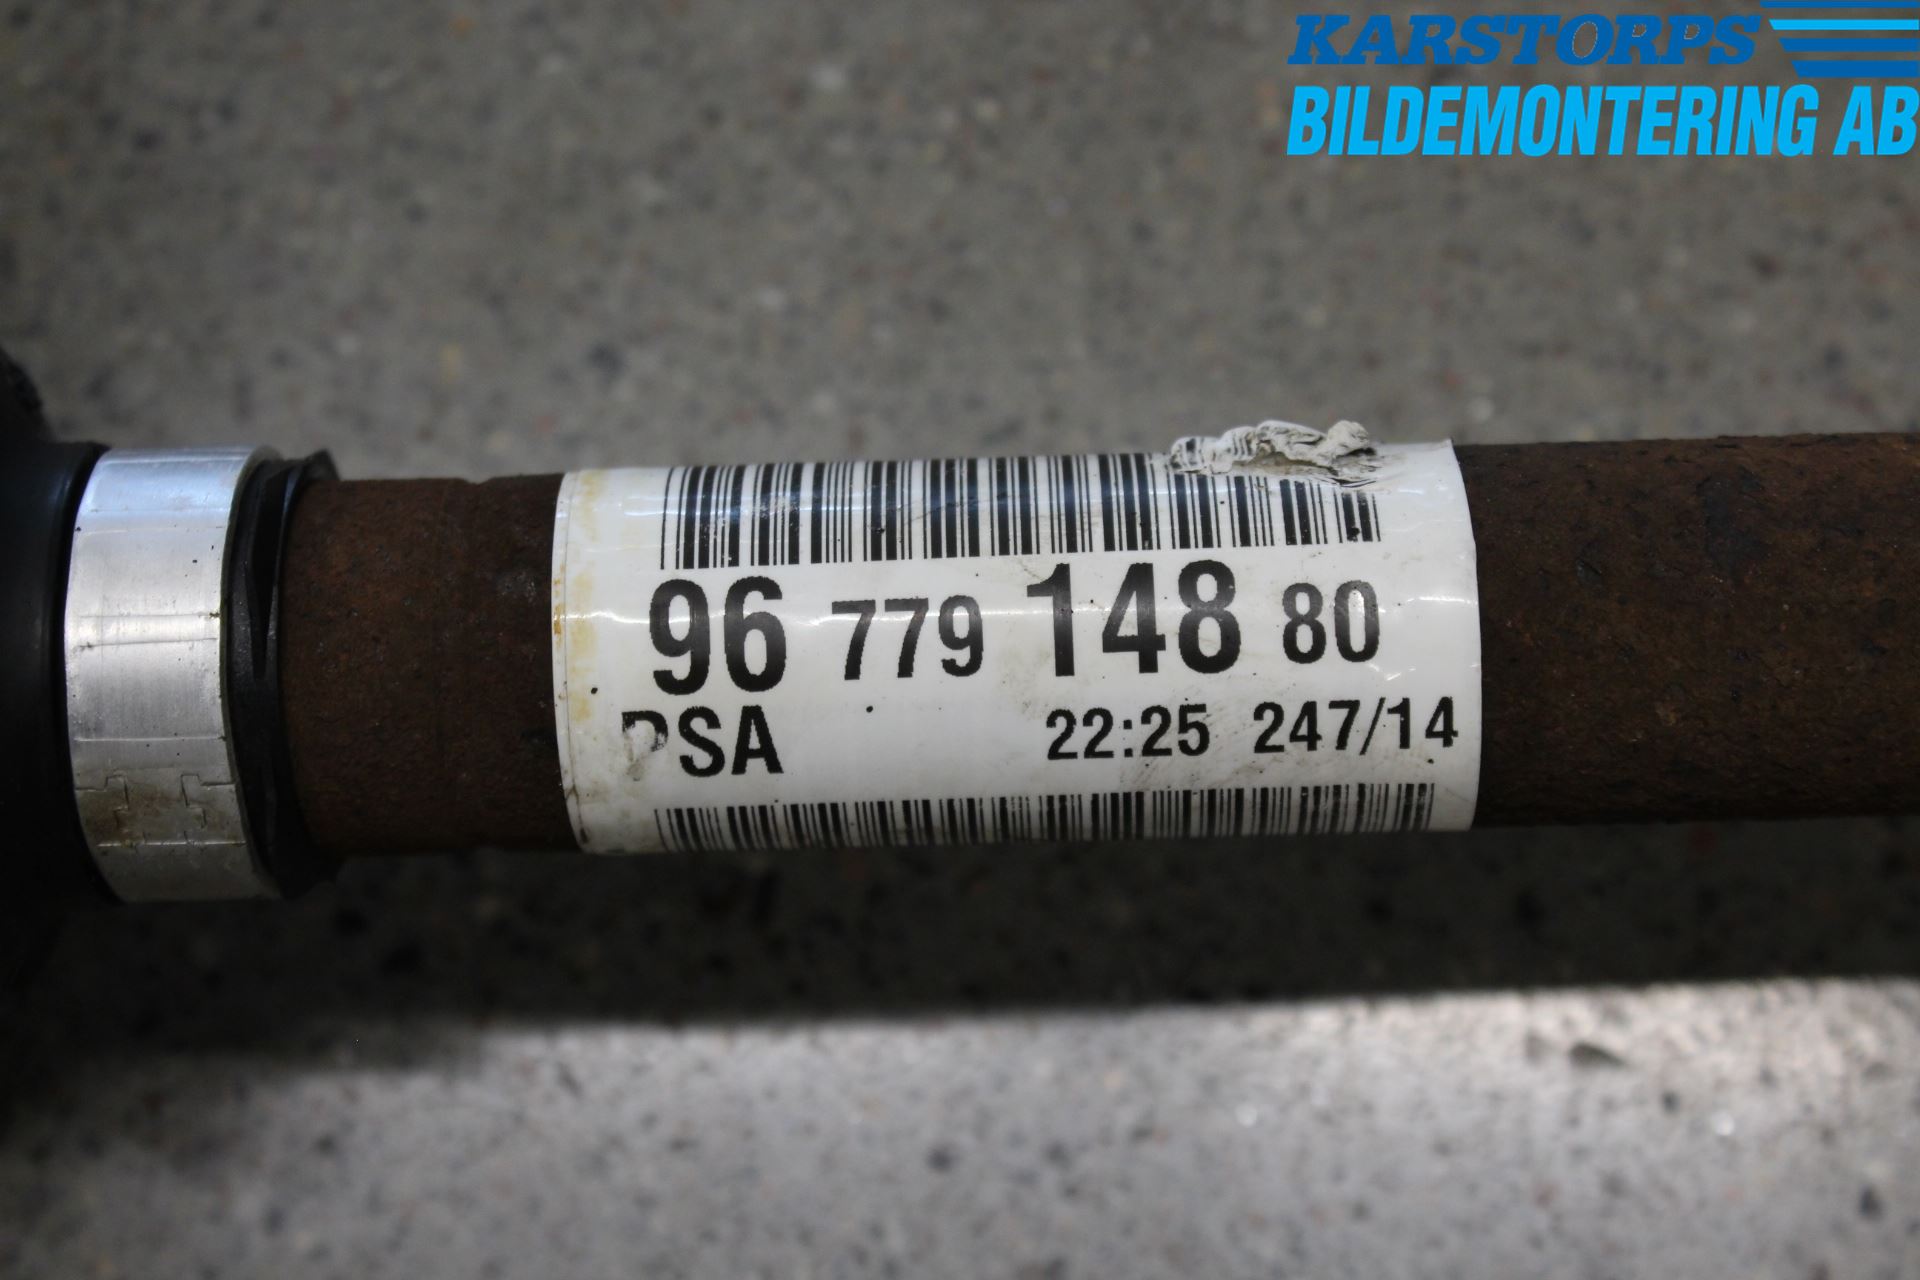 KARSTORPS
BILDEMONTERING AB
96 779 148 80
PSA 22:25 247/14